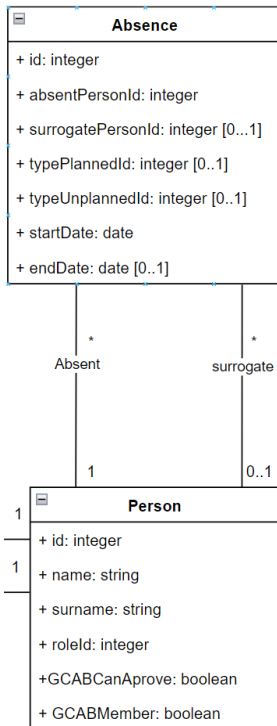 Absence
+ id: integer
+ absentPersonId: integer
+ surrogatePersonId: integer [0...1]
+ typePlannedId: integer [0..1]
+ typeUnplannedId: integer [0..1]
+ startDate: date
+ endDate: date [0..1]
* *
Absent surrogate
1 0..1
Person
1
+ id: integer
1
+ name: string
+ surname: string
+ roleId: integer
+GCABCanAprove: boolean
+ GCABMember: boolean